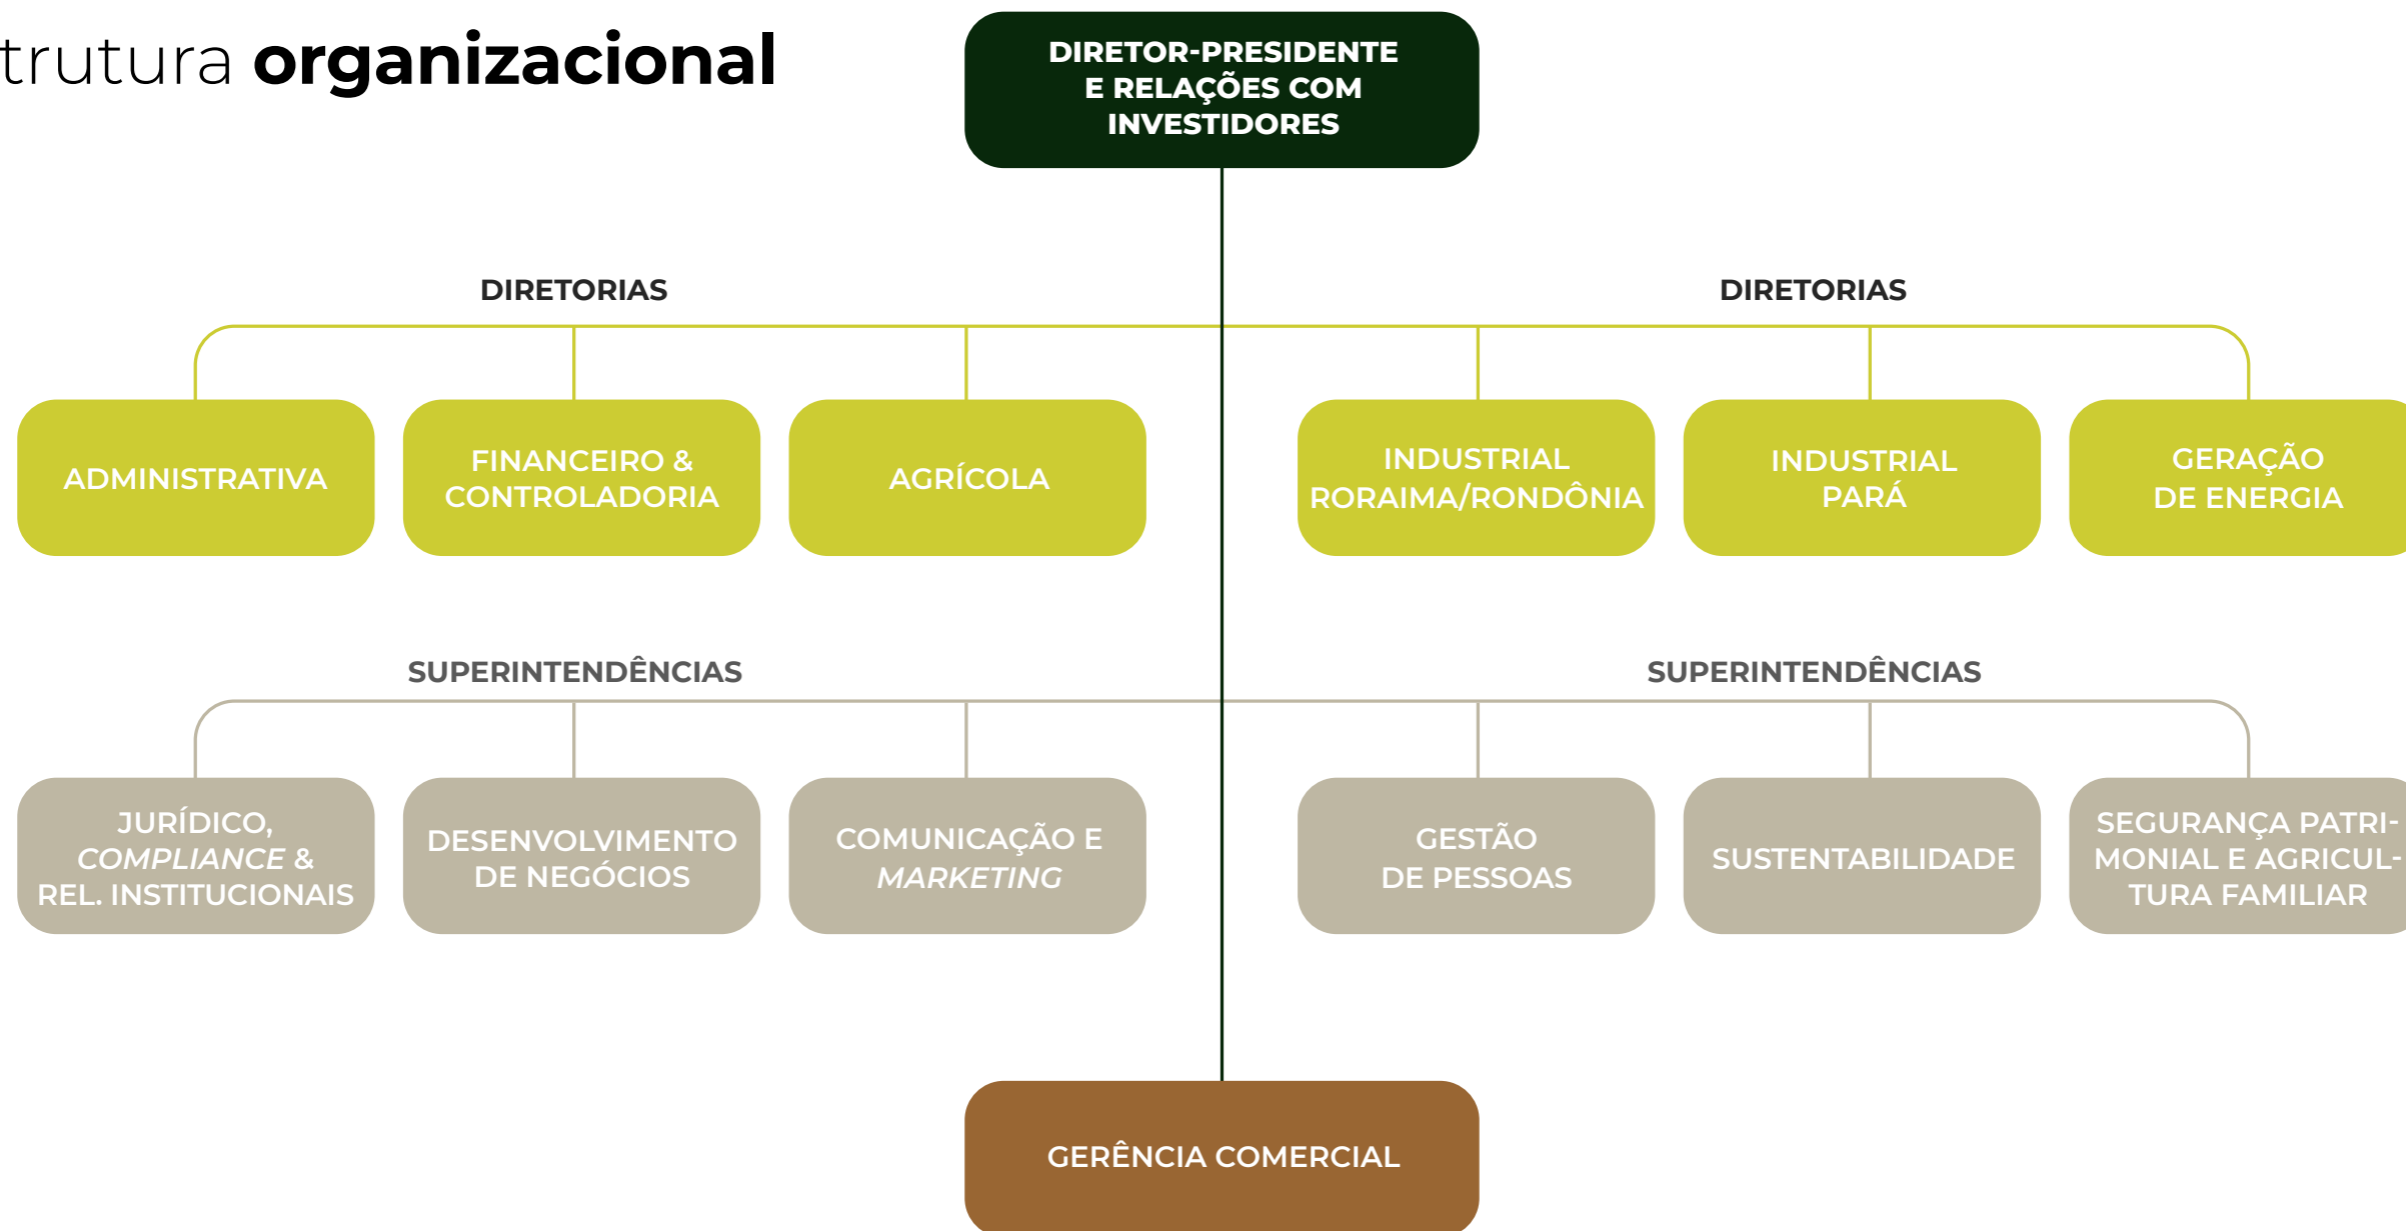 trutura organizacional
DIRETOR-PRESIDENTE
E RELAÇÕES COM
INVESTIDORES
DIRETORIAS
DIRETORIAS
ADMINISTRATIVA
FINANCEIRO &
CONTROLADORIA
AGRÍCOLA
INDUSTRIAL
RORAIMA/RONDÔNIA
INDUSTRIAL
PARÁ
GERAÇÃO
DE ENERGIA
SUPERINTENDÊNCIAS
SUPERINTENDÊNCIAS
JURÍDICO,
COMPLIANCE &
REL. INSTITUCIONAIS
DESENVOLVIMENTO
DE NEGÓCIOS
COMUNICAÇÃO E
MARKETING
GESTÃO
DE PESSOAS
SUSTENTABILIDADE
SEGURANÇA PATRI-
MONIAL E AGRICUL-
TURA FAMILIAR
GERÊNCIA COMERCIAL